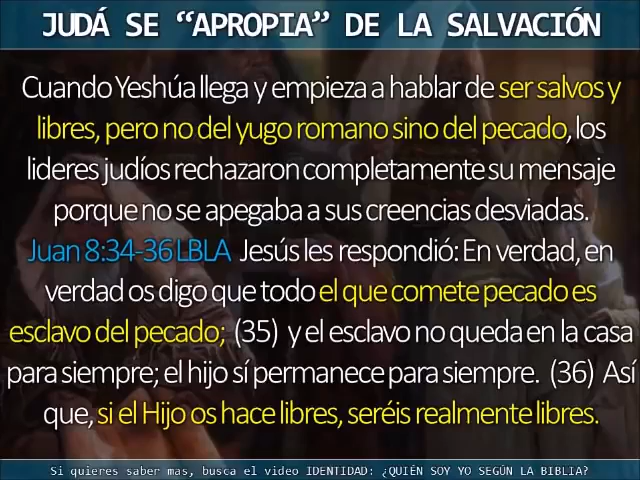 JUDÁ SE “APROPIA” DE LA SALVACIÓN
Cuando Yeshúa llega y empieza a hablar de ser salvos y
libres, pero no del yugo romano sino del pecado, los
lideres judíos rechazaron completamente su mensaje
porque no se apegaba a sus creencias desviadas.
Juan 8:34-36 LBLA Jesús les respondió: En verdad, en
verdad os digo que todo el que comete pecado es
esclavo del pecado; (35) y el esclavo no queda en la casa
para siempre; el hijo sí permanece para siempre. (36) Así
que, si el Hijo os hace libres, seréis realmente libres.
Si quieres saber mas, busca el video IDENTIDAD: ¿QUIÉN SOY YO SEGÚN LA BIBLIA?